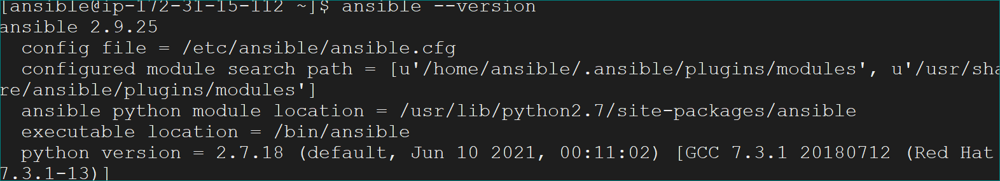 [ansible@ip-172-31-15-112 ~]$ ansible --version
ansible 2.9.25
  config file = /etc/ansible/ansible.cfg
  configured module search path = [u'/home/ansible/.ansible/plugins/modules', u'/usr/sha
re/ansible/plugins/modules']
  ansible python module location = /usr/lib/python2.7/site-packages/ansible
  executable location = /bin/ansible
  python version = 2.7.18 (default, Jun 10 2021, 00:11:02) [GCC 7.3.1 20180712 (Red Hat
7.3.1-13)]